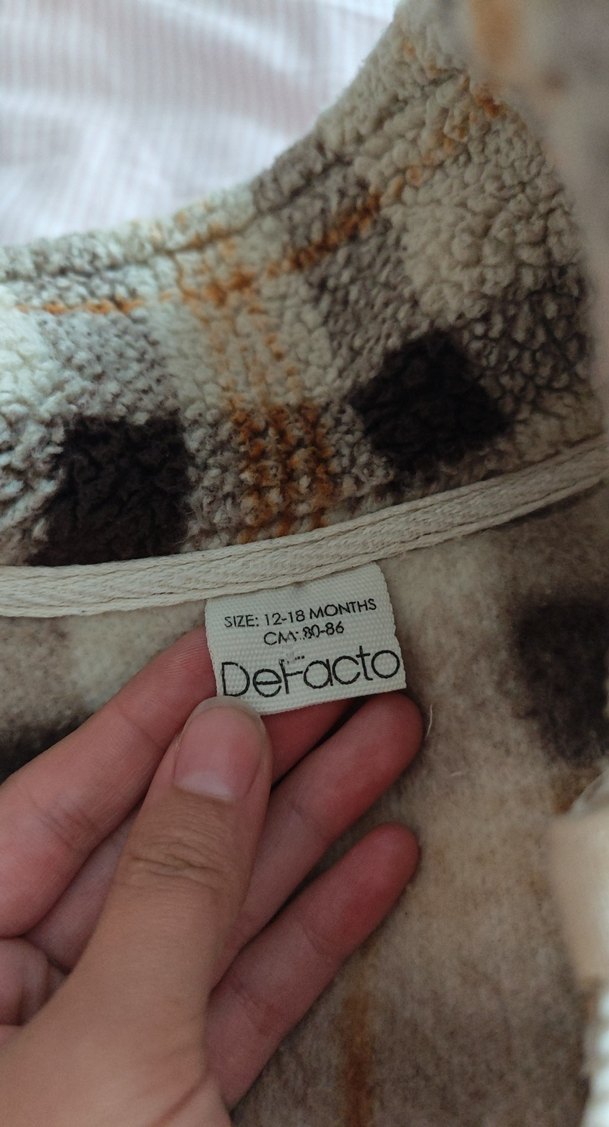 SIZE: 12-18 MONTHS
CM: 80-86
DeFacto